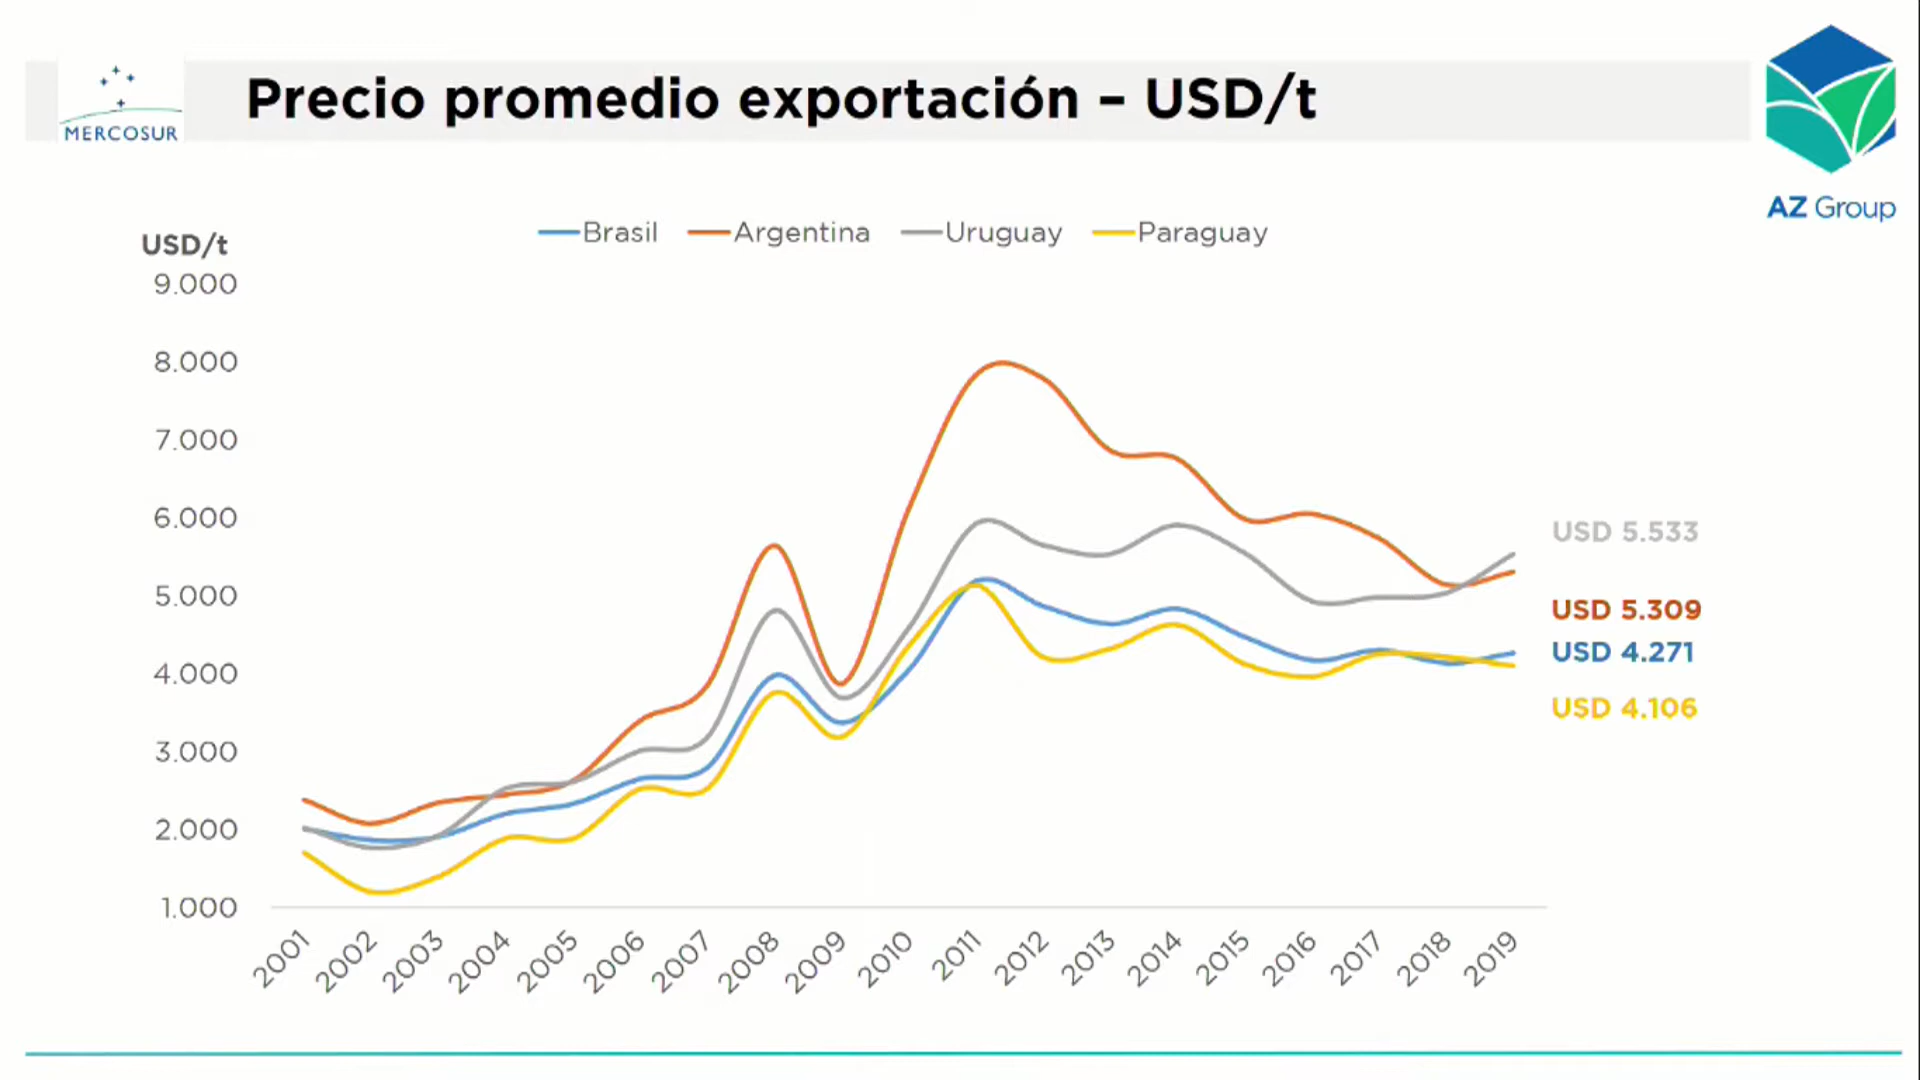 MERCOSUR
Precio promedio exportación – USD/t
AZ Group
Brasil Argentina Uruguay Paraguay
USD/t
9.000
8.000
7.000
6.000
5.000
4.000
3.000
2.000
1.000
USD 5.533
USD 5.309
USD 4.271
USD 4.106
2001 2002 2003 2004 2005 2006 2007 2008 2009 2010 2011 2012 2013 2014 2015 2016 2017 2018 2019